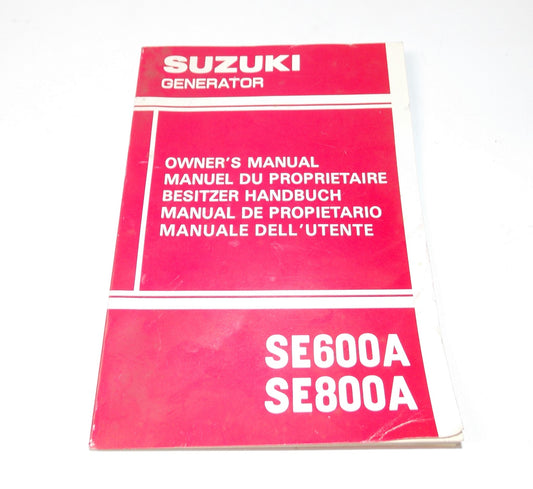 SUZUKI
GENERATOR
OWNER'S MANUAL
MANUEL DU PROPRIETAIRE
BESITZER HANDBUCH
MANUAL DE PROPIETARIO
MANUALE DELL'UTENTE
SE600A
SE800A